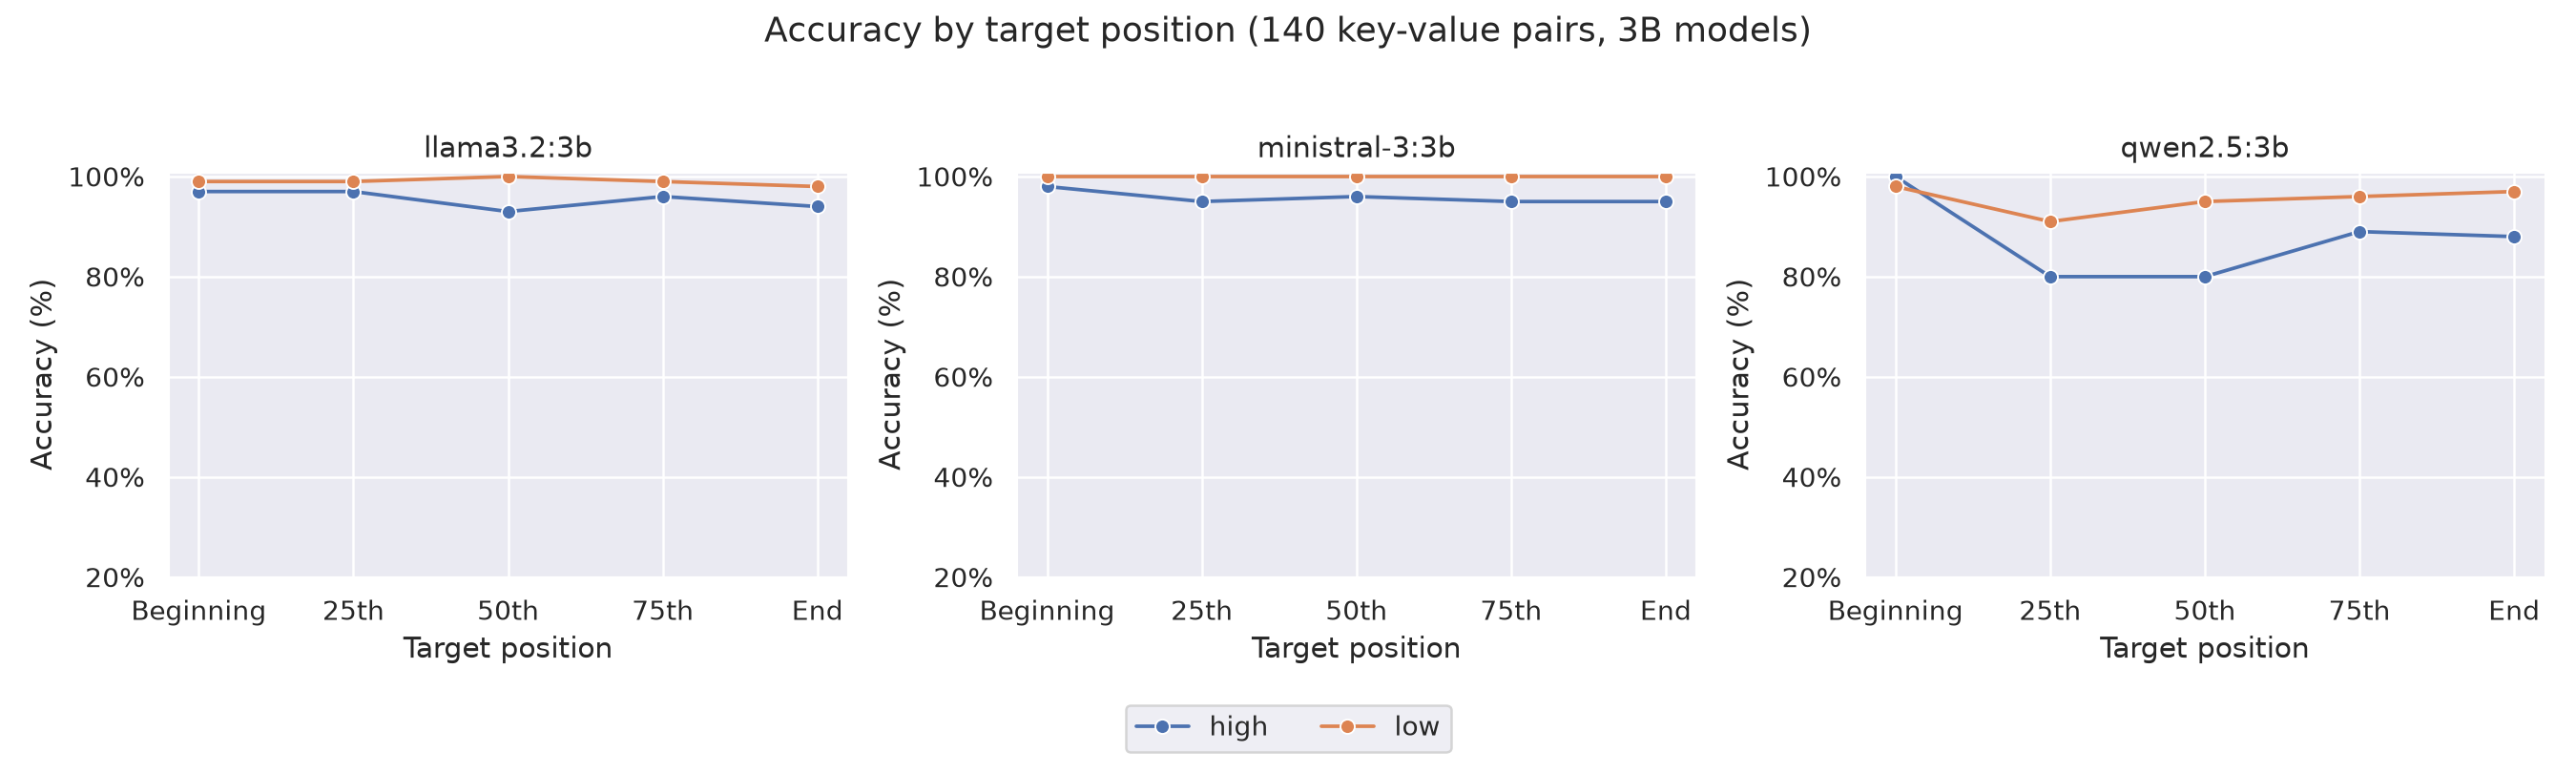 Accuracy by target position (140 key-value pairs, 3B models)
llama3.2:3b
100%
80%
60%
40%
20%
Accuracy (%)
Beginning 25th 50th 75th End
Target position
ministral-3:3b
100%
80%
60%
40%
20%
Accuracy (%)
Beginning 25th 50th 75th End
Target position
qwen2.5:3b
100%
80%
60%
40%
20%
Accuracy (%)
Beginning 25th 50th 75th End
Target position
high low